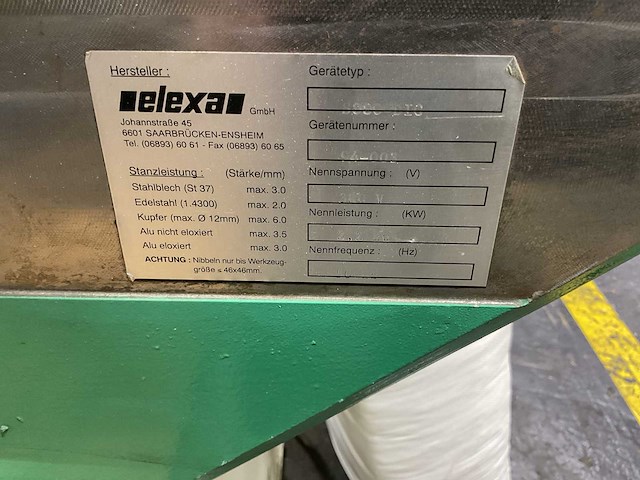 Hersteller :
elexa GmbH
Johannstraße 45
6601 SAARBRÜCKEN-ENSHEIM
Tel. (06893) 60 61 - Fax (06893) 60 65
Stanzleistung : (Stärke/mm)
Stahlblech (St 37) max. 3.0
Edelstahl (1.4300) max. 2.0
Kupfer (max. Ø 12mm) max. 6.0
Alu nicht eloxiert max. 3.5
Alu eloxiert max. 3.0
ACHTUNG : Nibbeln nur bis Werkzeug-
größe ≤ 46x46mm.
Gerätetyp :
Gerätenummer :
Nennspannung : (V)
Nennleistung : (KW)
Nennfrequenz : (Hz)